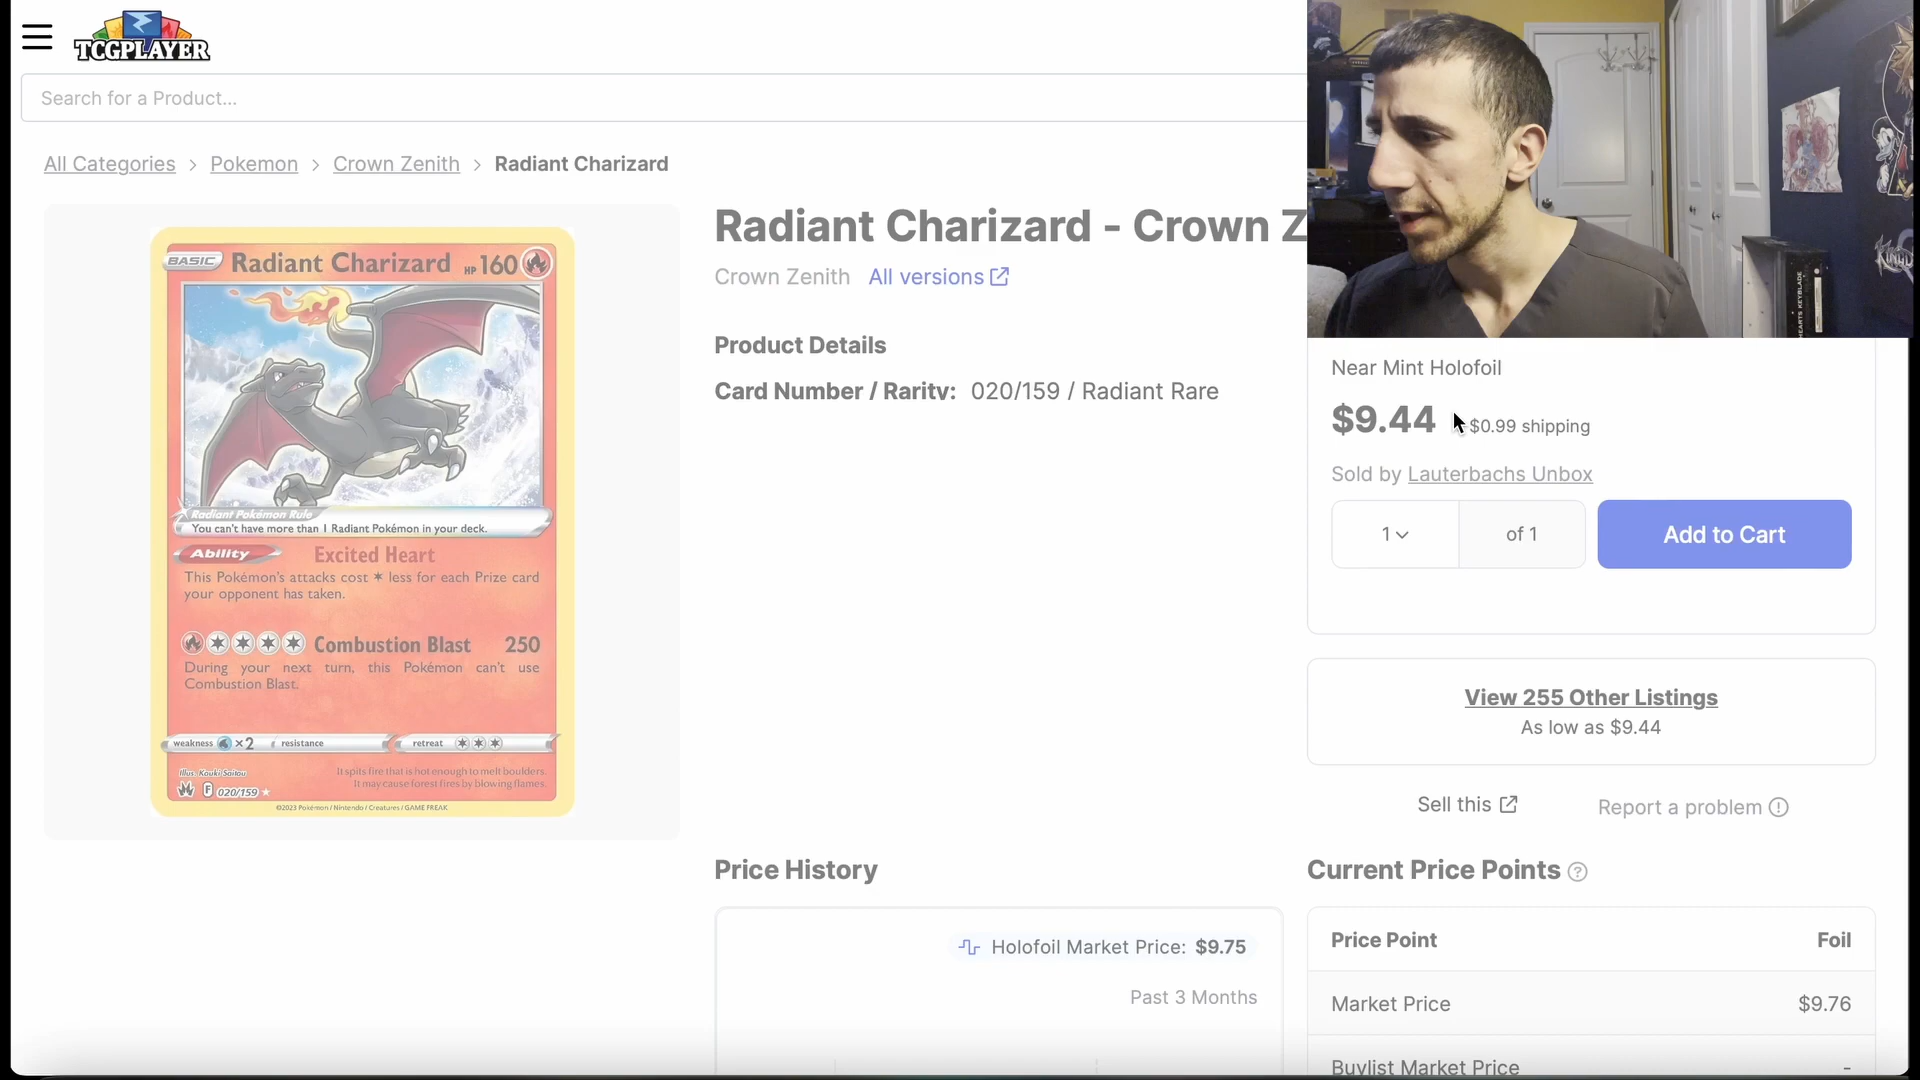 TCGPLAYER
Search for a Product...
All Categories > Pokemon > Crown Zenith > Radiant Charizard
BASIC Radiant Charizard HP 160
Radiant Pokémon Rule
You can't have more than 1 Radiant Pokémon in your deck.
Ability Excited Heart
This Pokémon's attacks cost ✶ less for each Prize card
your opponent has taken.
Combustion Blast 250
During your next turn, this Pokémon can't use
Combustion Blast.
weakness ×2 resistance retreat
Illus. Kouki Saitou
It spits fire that is hot enough to melt boulders.
It may cause forest fires by blowing flames.
F 020/159 ★
©2023 Pokémon / Nintendo / Creatures / GAME FREAK
Radiant Charizard - Crown Z
Crown Zenith All versions
Product Details
Card Number / Rarity: 020/159 / Radiant Rare
HEARTS KEYBLADE
Near Mint Holofoil
$9.44 $0.99 shipping
Sold by Lauterbachs Unbox
1 of 1 Add to Cart
View 255 Other Listings
As low as $9.44
Sell this Report a problem
Price History
Holofoil Market Price: $9.75
Past 3 Months
Current Price Points ?
Price Point Foil
Market Price $9.76
Buylist Market Price -